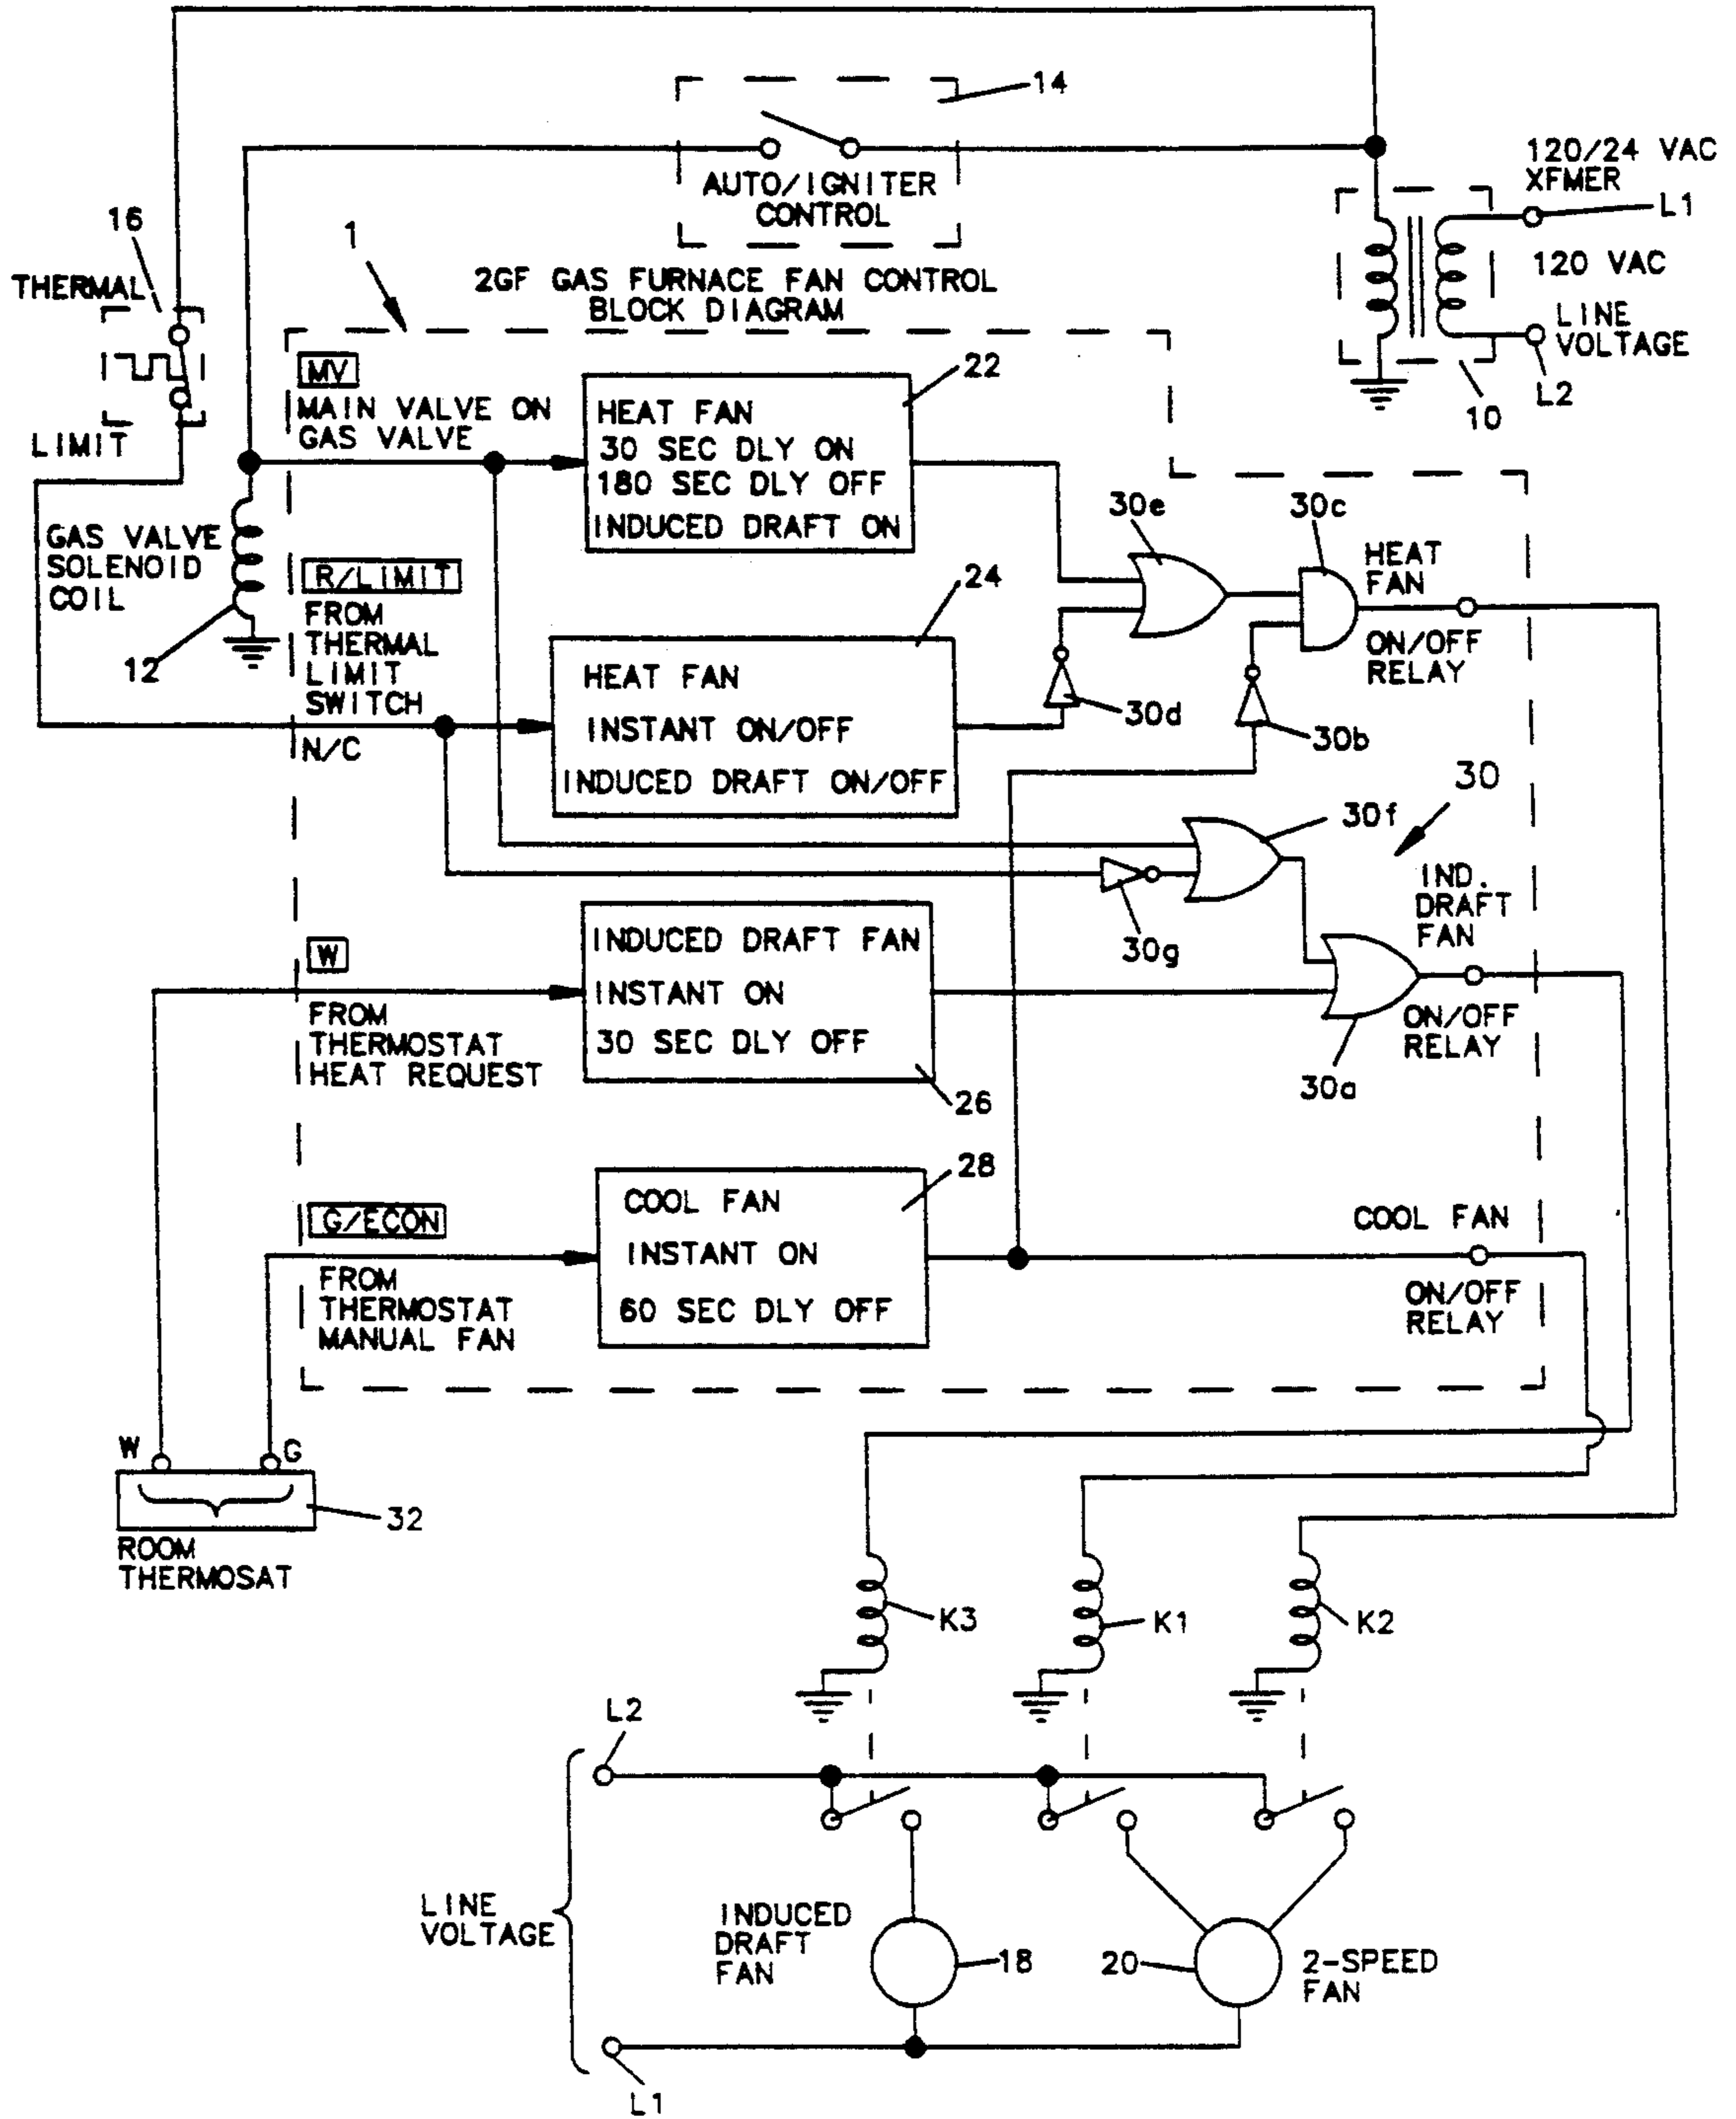 14
AUTO/IGNITER
CONTROL
120/24 VAC
XFMER
L1
120 VAC
LINE
VOLTAGE
L2
10
16
THERMAL
LIMIT
1
2GF GAS FURNACE FAN CONTROL
BLOCK DIAGRAM
MV
MAIN VALVE ON
GAS VALVE
22
HEAT FAN
30 SEC DLY ON
180 SEC DLY OFF
INDUCED DRAFT ON
GAS VALVE
SOLENOID
COIL
12
R/LIMIT
FROM
THERMAL
LIMIT
SWITCH
N/C
24
HEAT FAN
INSTANT ON/OFF
INDUCED DRAFT ON/OFF
30e
30c
HEAT
FAN
ON/OFF
RELAY
30d
30b
30
30f
30g
IND.
DRAFT
FAN
ON/OFF
RELAY
30a
W
FROM
THERMOSTAT
HEAT REQUEST
INDUCED DRAFT FAN
INSTANT ON
30 SEC DLY OFF
26
28
G/ECON
FROM
THERMOSTAT
MANUAL FAN
COOL FAN
INSTANT ON
60 SEC DLY OFF
COOL FAN
ON/OFF
RELAY
W
G
32
ROOM
THERMOSAT
K3
K1
K2
L2
LINE
VOLTAGE
INDUCED
DRAFT
FAN
18
20
2-SPEED
FAN
L1